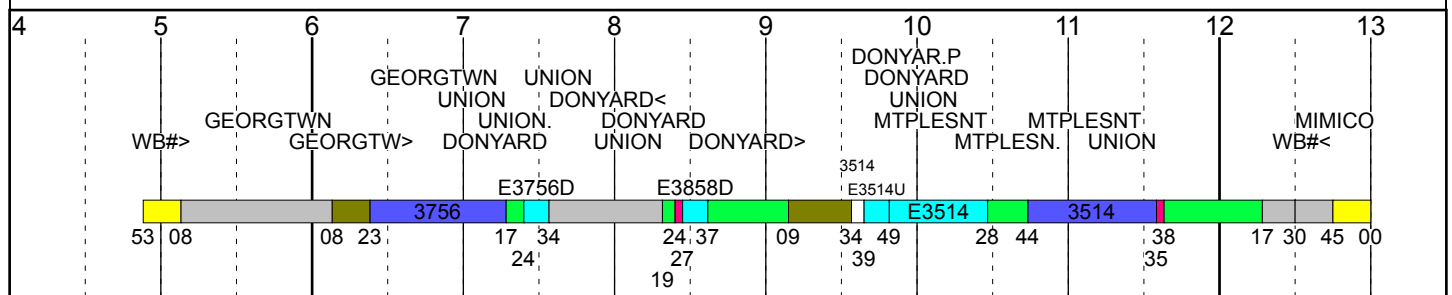 4 5 6 7 8 9 10 11 12 13
DONYAR.P
GEORGTWN UNION DONYARD
UNION DONYARD< UNION
GEORGTWN UNION. DONYARD MTPLESNT MTPLESNT MIMICO
WB#> GEORGTW> DONYARD UNION DONYARD> MTPLESN. UNION WB#<
3514
E3756D E3858D E3514U
3756 E3514 3514
53 08 08 23 17 34 24 37 09 34 49 28 44 38 17 30 45 00
24 27 39 35
19